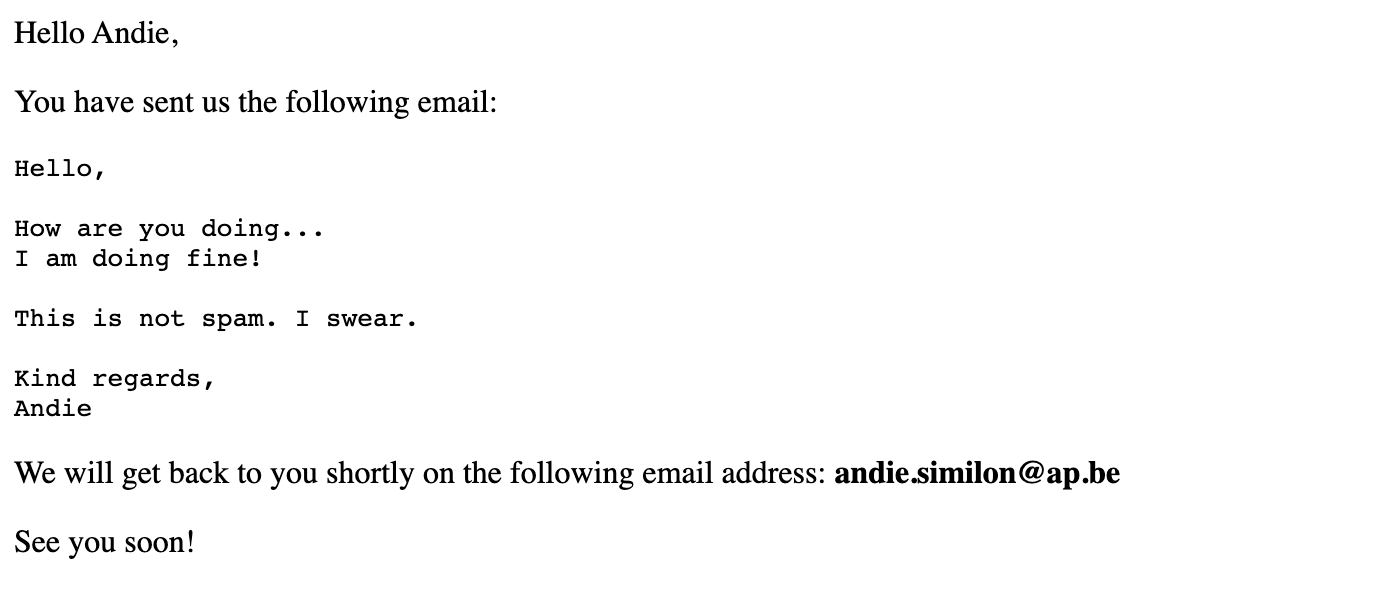 Hello Andie,
You have sent us the following email:
Hello,
How are you doing...
I am doing fine!
This is not spam. I swear.
Kind regards,
Andie
We will get back to you shortly on the following email address: andie.similon@ap.be
See you soon!